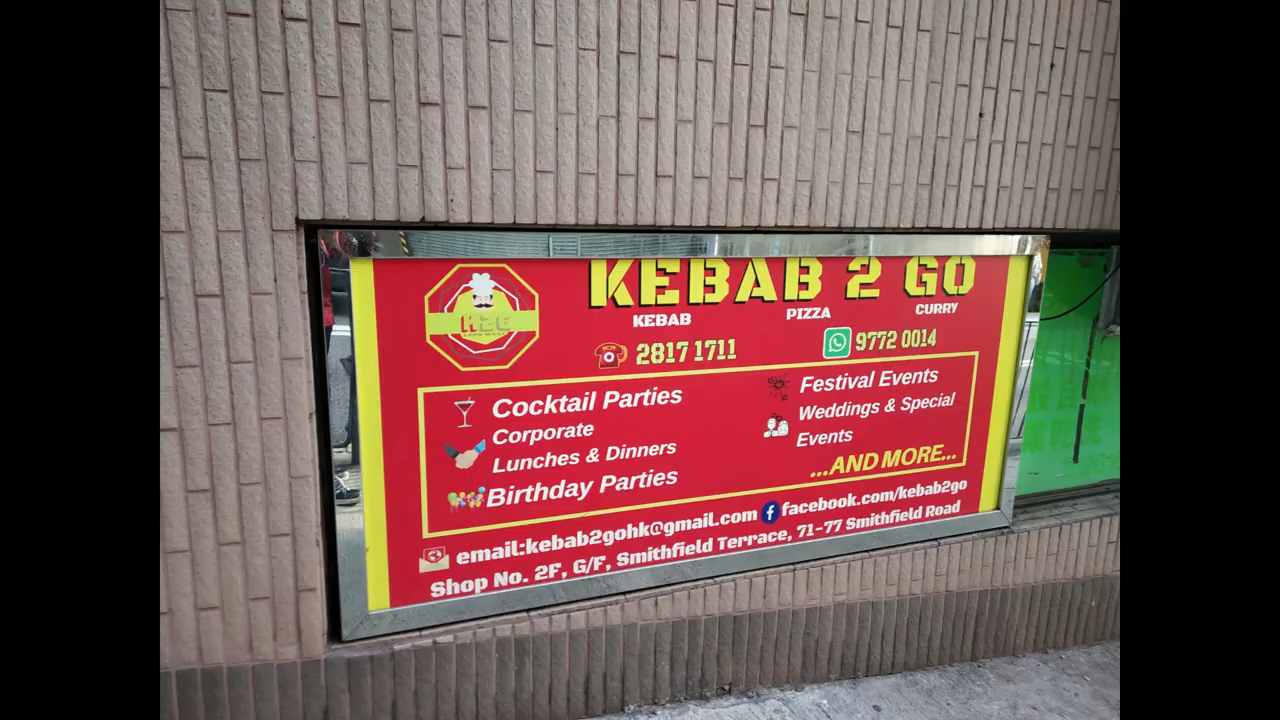 KEBAB 2 GO
KEBAB PIZZA CURRY
2817 1711 9772 0014
K2G
Cocktail Parties
Corporate
Lunches & Dinners
Birthday Parties
Festival Events
Weddings & Special
Events
...AND MORE...
email:kebab2gohk@gmail.com facebook.com/kebab2go
Shop No. 2F, G/F, Smithfield Terrace, 71-77 Smithfield Road